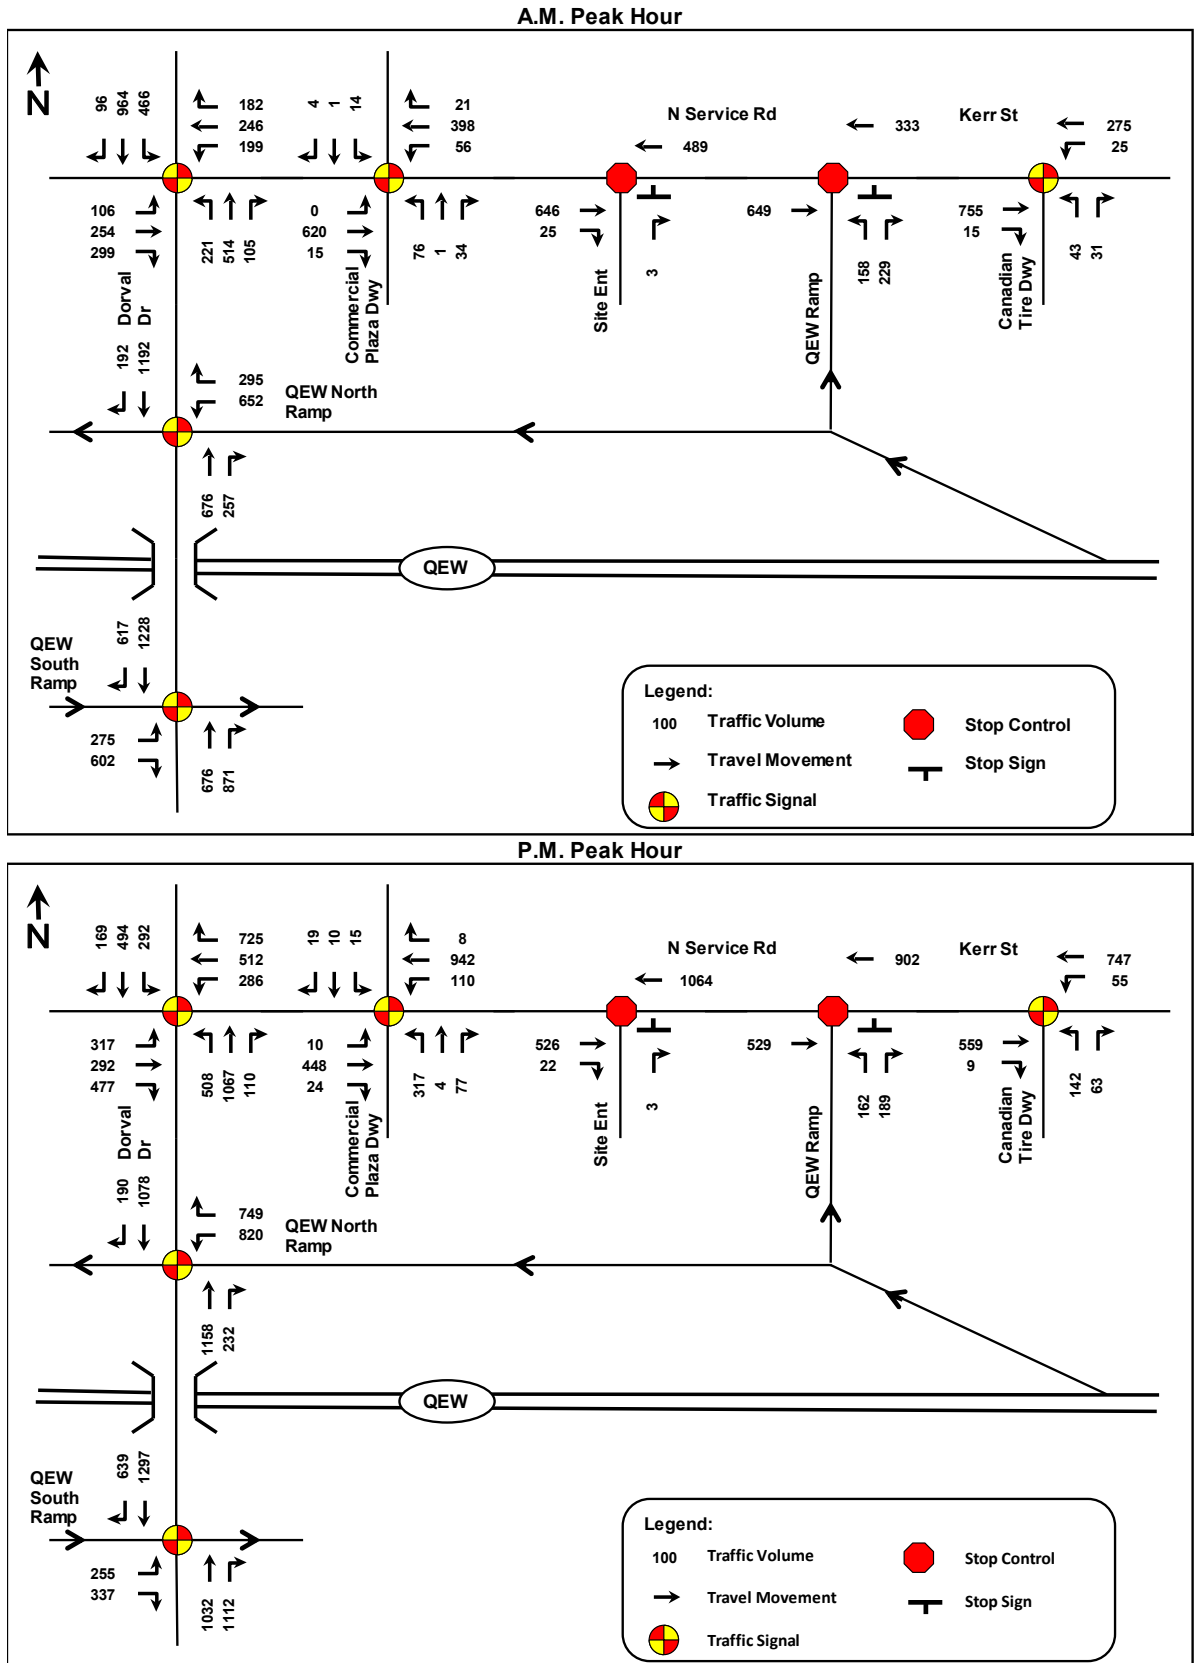 A.M. Peak Hour
N
96 964 466
182
246
199
4 1 14
21
398
56
N Service Rd
489
333
Kerr St
275
25
106
254
299
221 514 105
0
620
15
76 1 34
646
25
3
649
158 229
755
15
43 31
Dorval
Dr
Commercial
Plaza Dwy
Site Ent
QEW Ramp
Canadian
Tire Dwy
192 1192
295
652
QEW North
Ramp
676 257
QEW
617 1228
QEW
South
Ramp
275
602
676 871
Legend:
100 Traffic Volume
Stop Control
Travel Movement
Stop Sign
Traffic Signal
P.M. Peak Hour
N
169 494 292
725
512
286
19 10 15
8
942
110
N Service Rd
1064
902
Kerr St
747
55
317
292
477
508 1067 110
10
448
24
317 4 77
526
22
3
529
162 189
559
9
142 63
Dorval
Dr
Commercial
Plaza Dwy
Site Ent
QEW Ramp
Canadian
Tire Dwy
190 1078
749
820
QEW North
Ramp
1158 232
QEW
639 1297
QEW
South
Ramp
255
337
1032 1112
Legend:
100 Traffic Volume
Stop Control
Travel Movement
Stop Sign
Traffic Signal